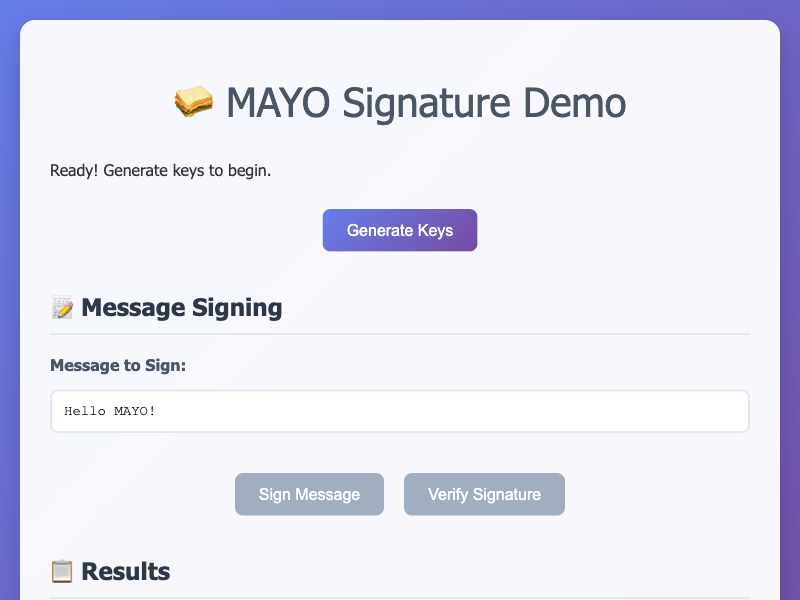 MAYO Signature Demo
Ready! Generate keys to begin.
Generate Keys
Message Signing
Message to Sign:
Hello MAYO!
Sign Message
Verify Signature
Results